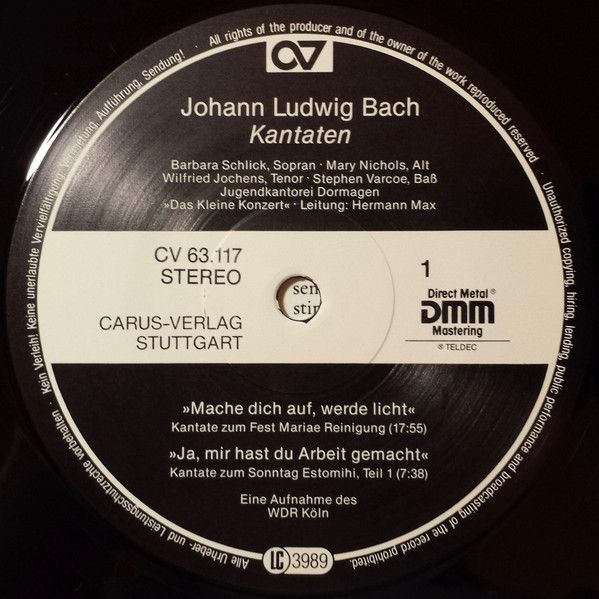 · All rights of the producer and of the owner of the work reproduced reserved · Unauthorized copying, hiring, lending, public performance and broadcasting of the record prohibited.
Alle Urheber- und Leistungsschutzrechte vorbehalten · Kein Verleih! Keine unerlaubte Vervielfältigung, Vermietung, Aufführung, Sendung!
CV
Johann Ludwig Bach
Kantaten
Barbara Schlick, Sopran · Mary Nichols, Alt
Wilfried Jochens, Tenor · Stephen Varcoe, Baß
Jugendkantorei Dormagen
»Das Kleine Konzert« · Leitung: Hermann Max
CV 63.117
STEREO
CARUS-VERLAG
STUTTGART
sen
stir
1
Direct Metal®
DMM
Mastering
® TELDEC
»Mache dich auf, werde licht«
Kantate zum Fest Mariae Reinigung (17:55)
»Ja, mir hast du Arbeit gemacht«
Kantate zum Sonntag Estomihi, Teil 1 (7:38)
Eine Aufnahme des
WDR Köln
LC 3989